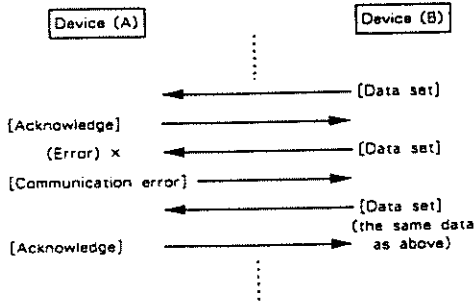 Device (A) Device (B)
[Data set]
[Acknowledge]
(Error) × [Data set]
[Communication error]
[Data set]
(the same data
as above)
[Acknowledge]